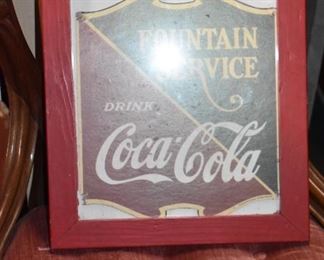 FOUNTAIN
SERVICE
DRINK
Coca-Cola